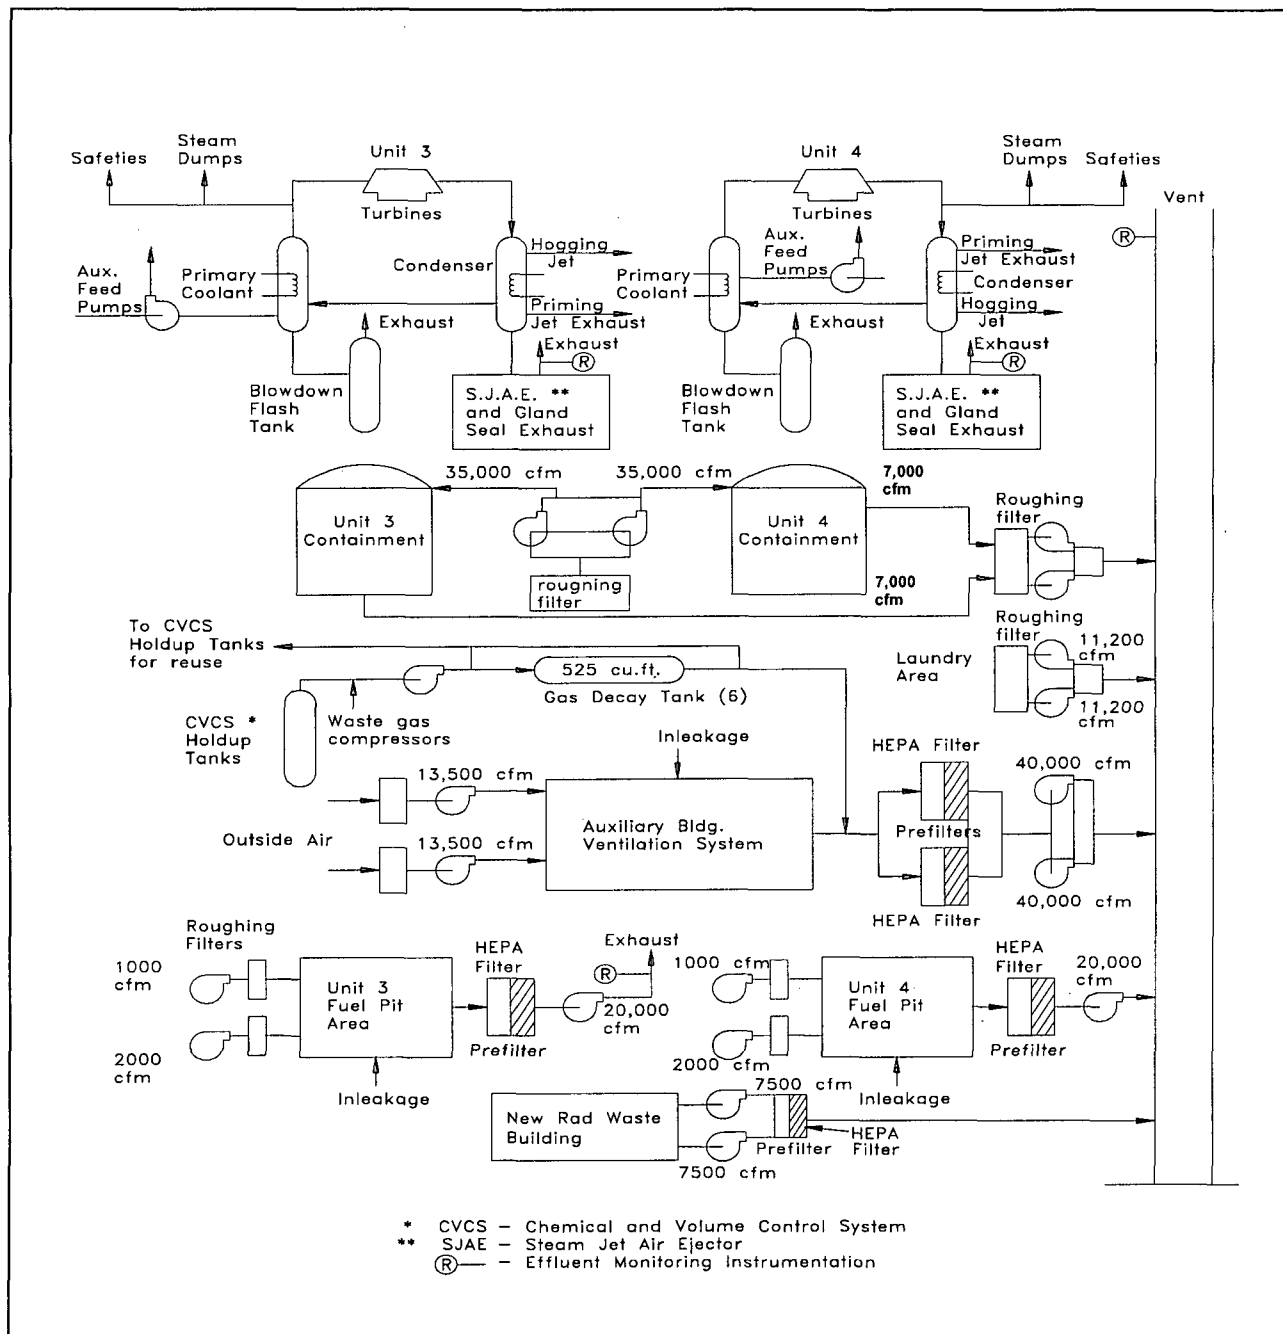 Safeties
Steam
Dumps
Unit 3
Turbines
Unit 4
Turbines
Steam
Dumps
Safeties
Vent
R
Aux.
Feed
Pumps
Primary
Coolant
Condenser
Hogging
Jet
Priming
Jet Exhaust
Exhaust
Exhaust
R
Blowdown
Flash
Tank
S.J.A.E. **
and Gland
Seal Exhaust
Aux.
Feed
Pumps
Primary
Coolant
Priming
Jet Exhaust
Condenser
Hogging
Jet
Exhaust
Exhaust
R
Blowdown
Flash
Tank
S.J.A.E. **
and Gland
Seal Exhaust
35,000 cfm
35,000 cfm
7,000
cfm
Unit 3
Containment
Unit 4
Containment
Roughing
filter
rougning
filter
7,000
cfm
To CVCS
Holdup Tanks
for reuse
525 cu.ft.
Gas Decay Tank (6)
Roughing
filter
11,200
cfm
Laundry
Area
11,200
cfm
CVCS *
Holdup
Tanks
Waste gas
compressors
Inleakage
HEPA Filter
13,500 cfm
40,000 cfm
Outside Air
Auxiliary Bldg.
Ventilation System
Prefilters
13,500 cfm
40,000 cfm
HEPA Filter
Roughing
Filters
1000
cfm
2000
cfm
Unit 3
Fuel Pit
Area
HEPA
Filter
Prefilter
Exhaust
R
20,000
cfm
Inleakage
1000 cfm
2000
cfm
Unit 4
Fuel Pit
Area
HEPA
Filter
Prefilter
20,000
cfm
Inleakage
New Rad Waste
Building
7500 cfm
7500 cfm
Prefilter
HEPA
Filter
* CVCS – Chemical and Volume Control System
** SJAE – Steam Jet Air Ejector
R – Effluent Monitoring Instrumentation